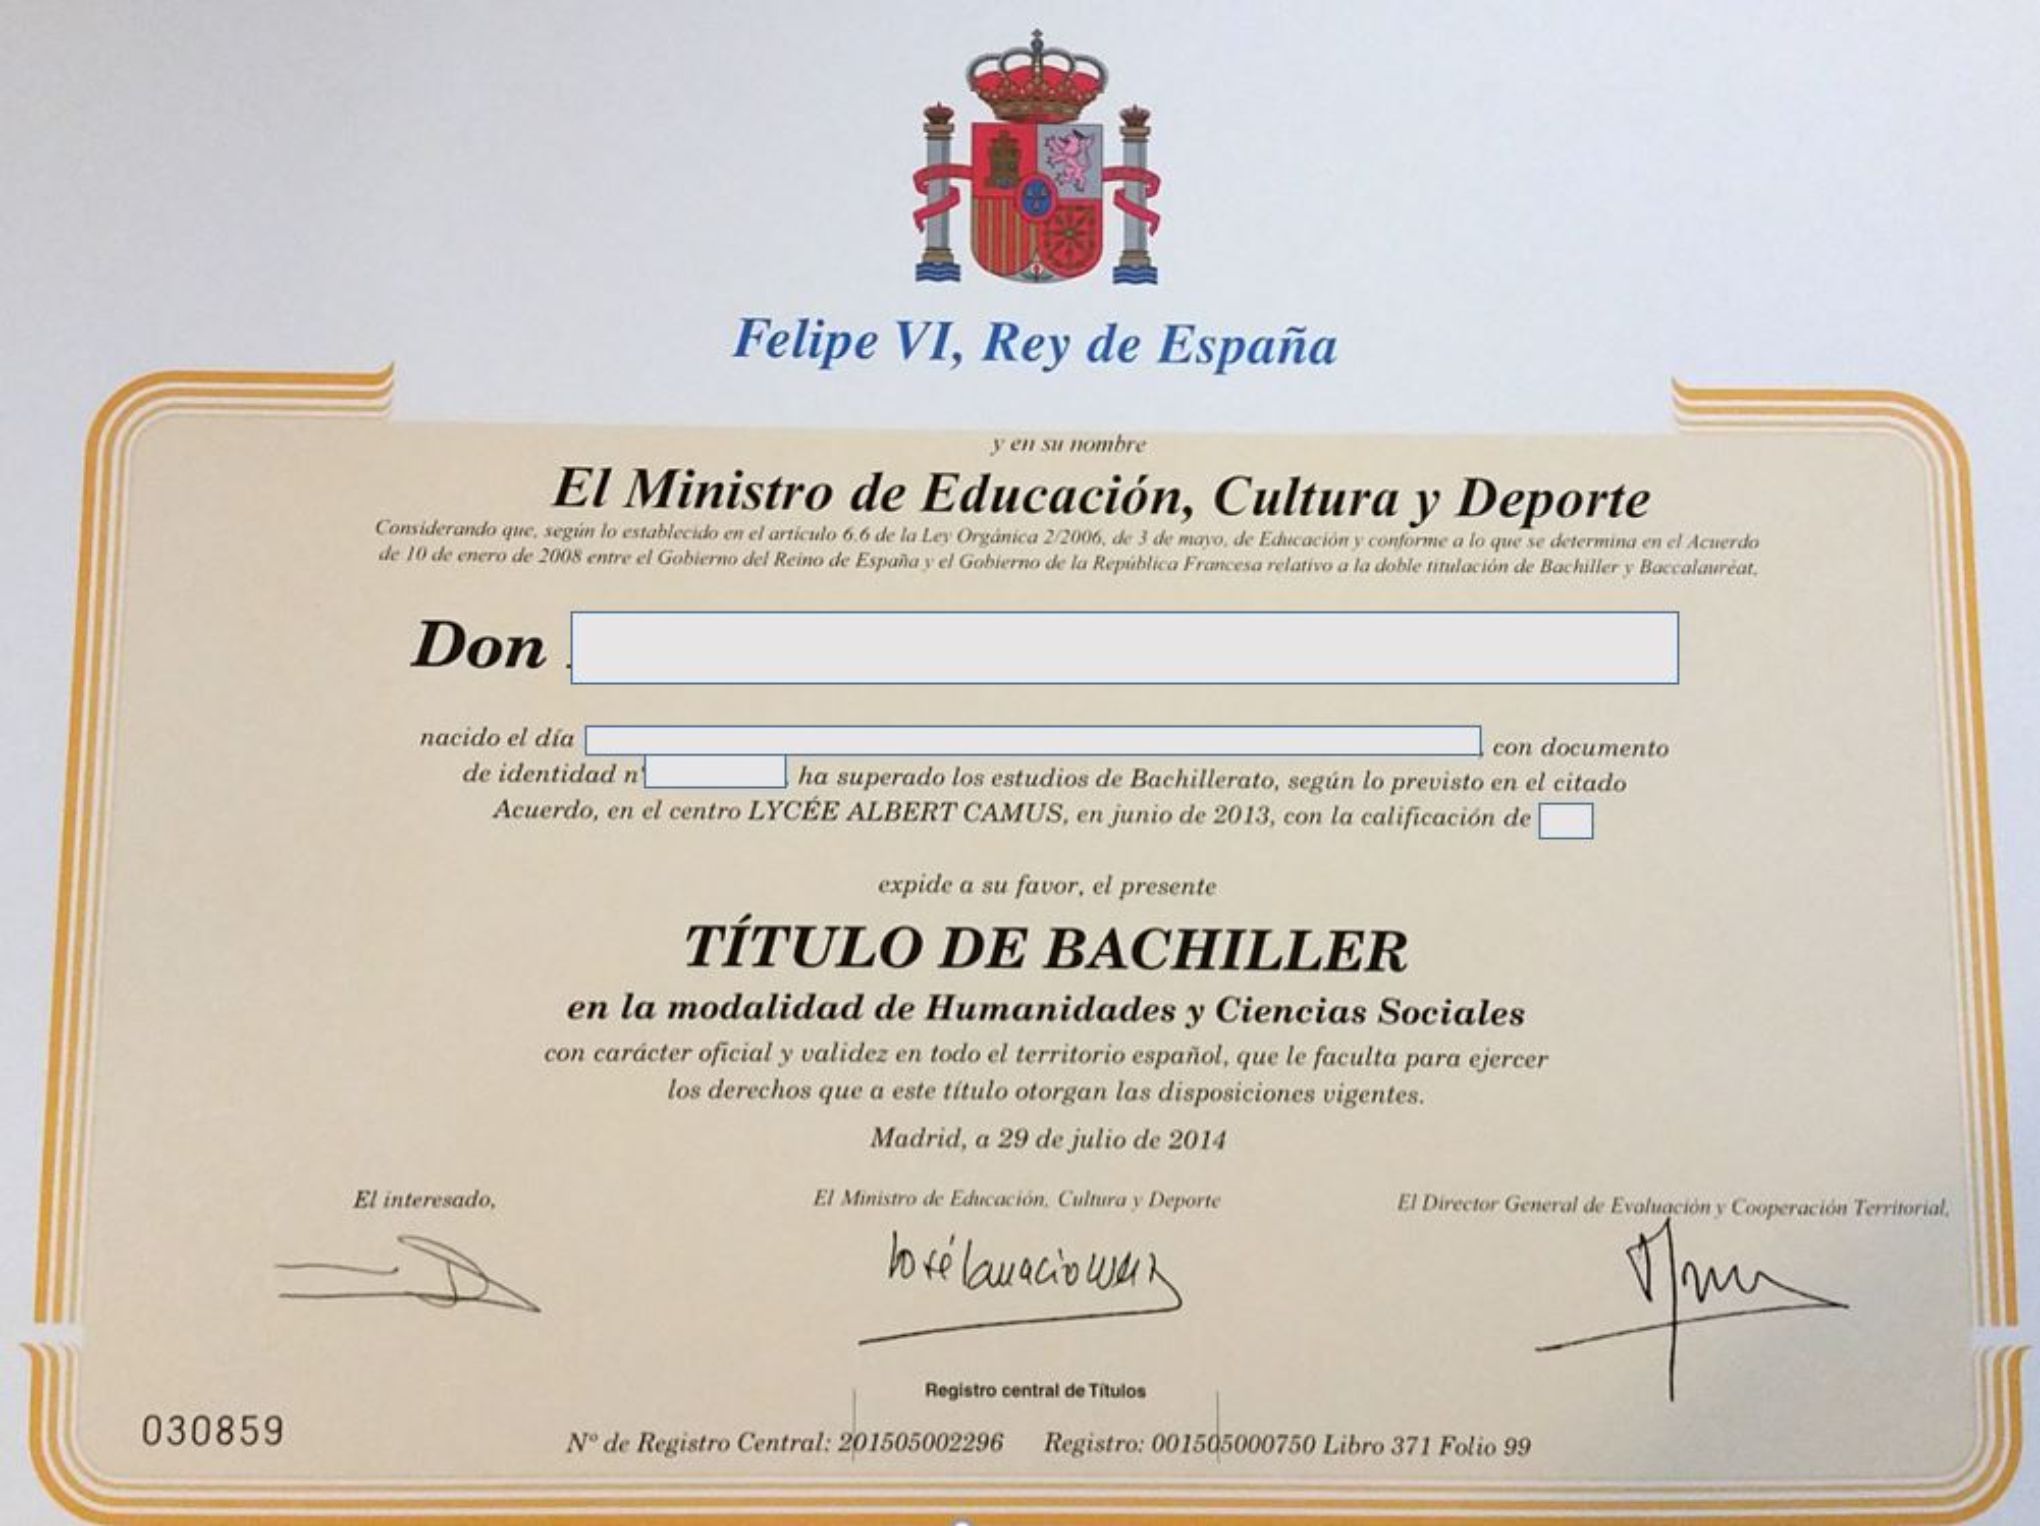 Felipe VI, Rey de España
y en su nombre
El Ministro de Educación, Cultura y Deporte
Considerando que, según lo establecido en el artículo 6.6 de la Ley Orgánica 2/2006, de 3 de mayo, de Educación y conforme a lo que se determina en el Acuerdo
de 10 de enero de 2008 entre el Gobierno del Reino de España y el Gobierno de la República Francesa relativo a la doble titulación de Bachiller y Baccalauréat,
Don
nacido el día , con documento
de identidad nº ha superado los estudios de Bachillerato, según lo previsto en el citado
Acuerdo, en el centro LYCÉE ALBERT CAMUS, en junio de 2013, con la calificación de
expide a su favor, el presente
TÍTULO DE BACHILLER
en la modalidad de Humanidades y Ciencias Sociales
con carácter oficial y validez en todo el territorio español, que le faculta para ejercer
los derechos que a este título otorgan las disposiciones vigentes.
Madrid, a 29 de julio de 2014
El interesado,
El Ministro de Educación, Cultura y Deporte
El Director General de Evaluación y Cooperación Territorial,
José Ignacio Wert
Registro central de Títulos
030859
Nº de Registro Central: 201505002296 Registro: 001505000750 Libro 371 Folio 99